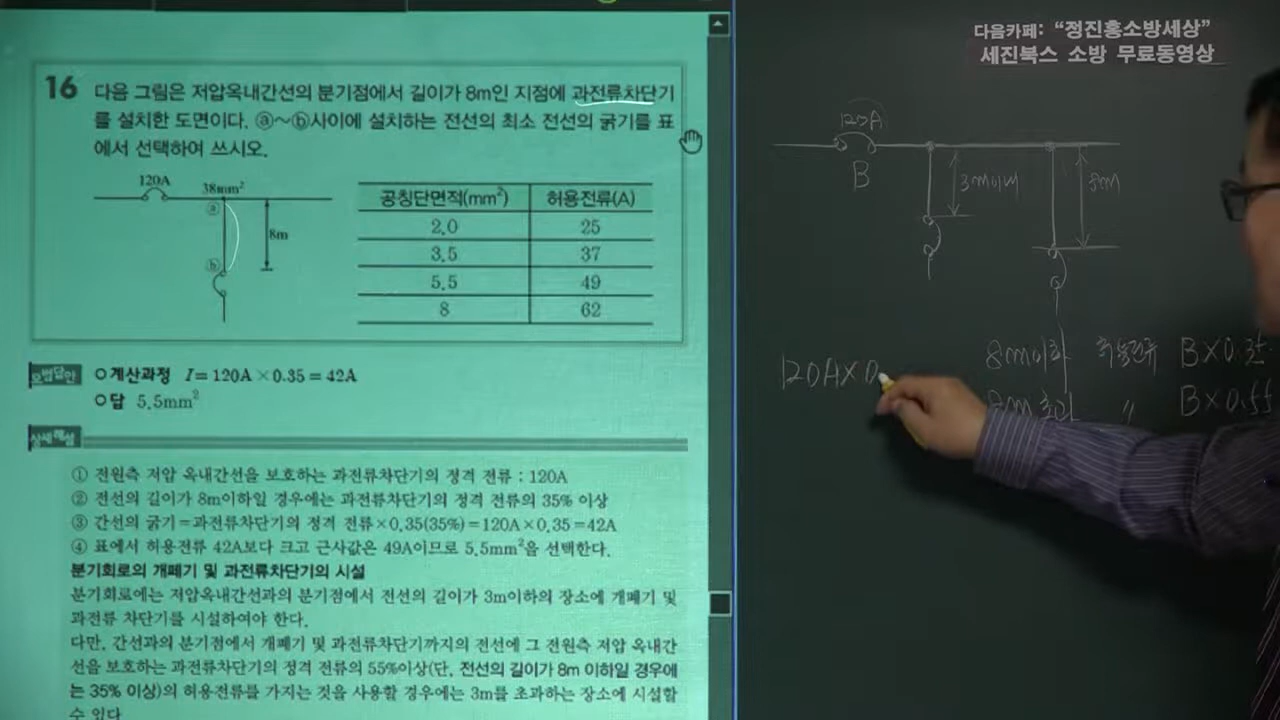 다음카페: “정진홍소방세상”
세진북스 소방 무료동영상
16 다음 그림은 저압옥내간선의 분기점에서 길이가 8m인 지점에 과전류차단기
를 설치한 도면이다. ⓐ～ⓑ사이에 설치하는 전선의 최소 전선의 굵기를 표
에서 선택하여 쓰시오.
120A
38mm²
ⓐ
8m
ⓑ
공칭단면적(mm²) 허용전류(A)
2.0 25
3.5 37
5.5 49
8 62
모범답안 ○계산과정 I=120A×0.35=42A
○답 5.5mm²
상세해설
① 전원측 저압 옥내간선을 보호하는 과전류차단기의 정격 전류 : 120A
② 전선의 길이가 8m이하일 경우에는 과전류차단기의 정격 전류의 35% 이상
③ 간선의 굵기=과전류차단기의 정격 전류×0.35(35%)=120A×0.35=42A
④ 표에서 허용전류 42A보다 크고 근사값은 49A이므로 5.5mm²을 선택한다.
분기회로의 개폐기 및 과전류차단기의 시설
분기회로에는 저압옥내간선과의 분기점에서 전선의 길이가 3m이하의 장소에 개폐기 및
과전류 차단기를 시설하여야 한다.
다만, 간선과의 분기점에서 개폐기 및 과전류차단기까지의 전선에 그 전원측 저압 옥내간
선을 보호하는 과전류차단기의 정격 전류의 55%이상(단, 전선의 길이가 8m 이하일 경우에
는 35% 이상)의 허용전류를 가지는 것을 사용할 경우에는 3m를 초과하는 장소에 시설할
수 있다
120A
B
3m이내
8m
8m이하 허용전류 B×0.35
8m초과 〃 B×0.55
120A×0.